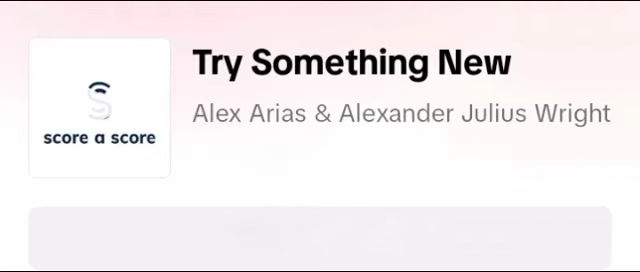 Try Something New
Alex Arias & Alexander Julius Wright
score a score